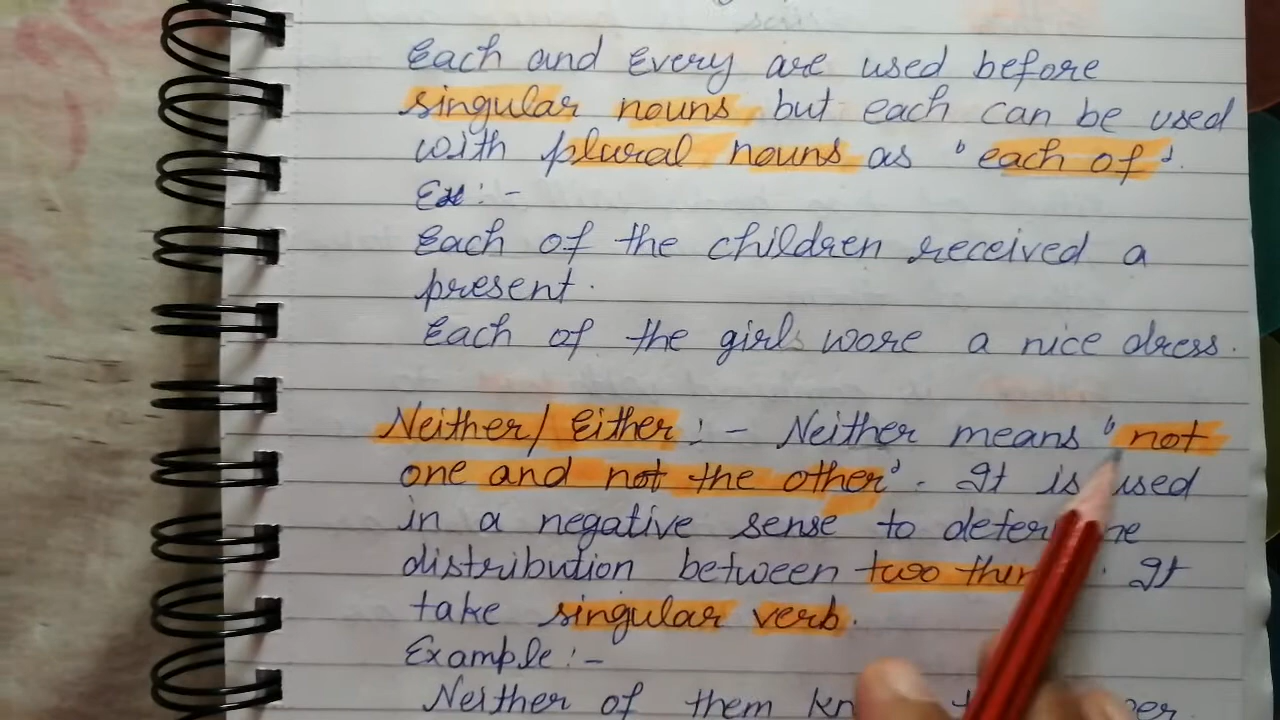 Each and Every are used before
singular nouns, but each can be used
with plural nouns as 'each of'.
Ex:-
Each of the children received a
present.
Each of the girls wore a nice dress.
Neither/Either:- Neither means 'not
one and not the other'. It is used
in a negative sense to
distribution between two It
take singular verb.
Example:-
Neither of them